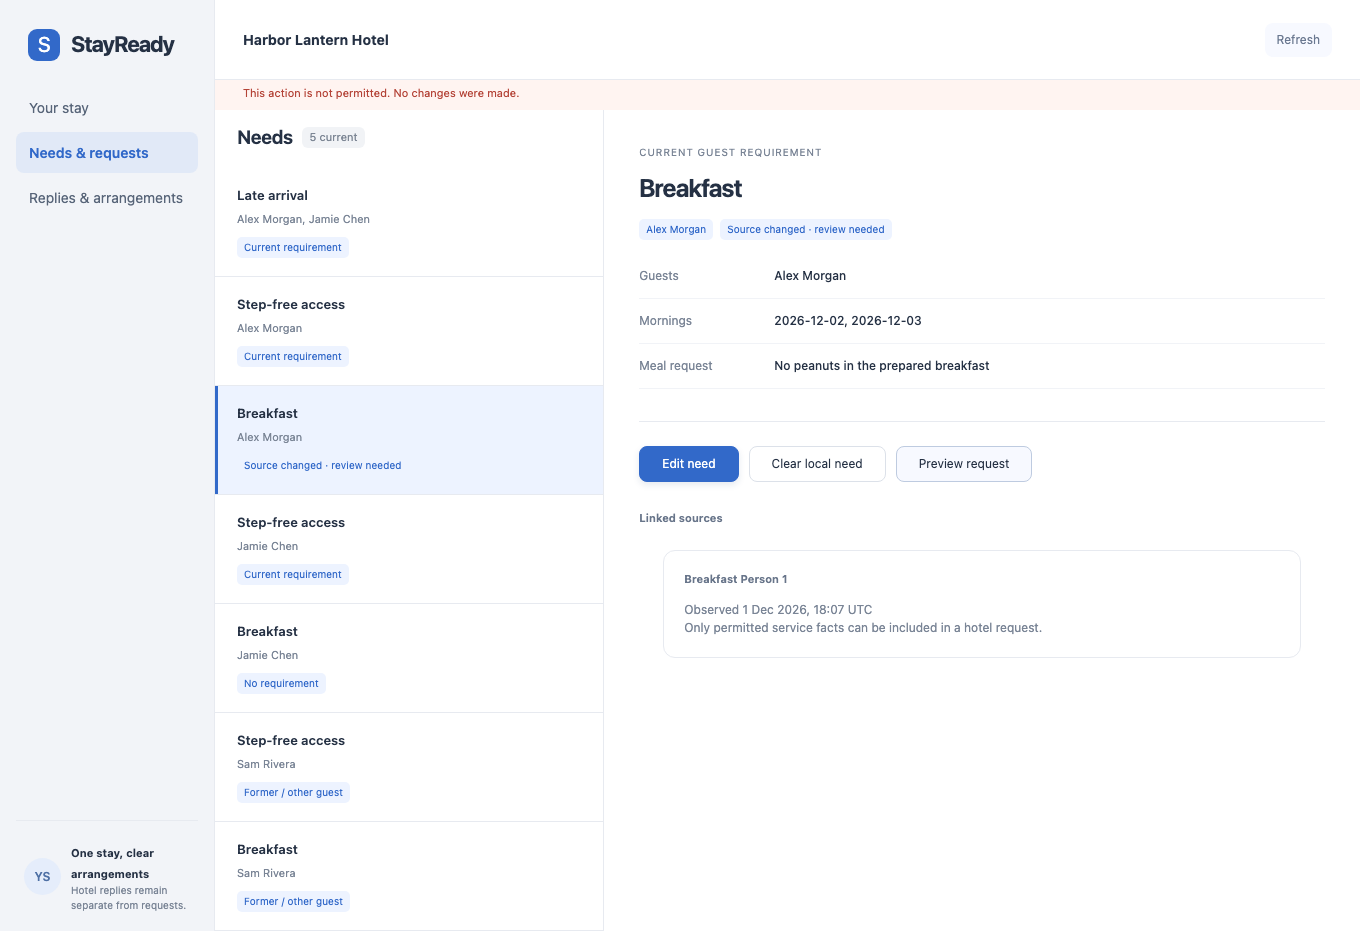 S StayReady
Your stay
Needs & requests
Replies & arrangements
YS
One stay, clear
arrangements
Hotel replies remain
separate from requests.
Harbor Lantern Hotel
Refresh
This action is not permitted. No changes were made.
Needs 5 current
Late arrival
Alex Morgan, Jamie Chen
Current requirement
Step-free access
Alex Morgan
Current requirement
Breakfast
Alex Morgan
Source changed · review needed
Step-free access
Jamie Chen
Current requirement
Breakfast
Jamie Chen
No requirement
Step-free access
Sam Rivera
Former / other guest
Breakfast
Sam Rivera
Former / other guest
CURRENT GUEST REQUIREMENT
Breakfast
Alex Morgan Source changed · review needed
Guests Alex Morgan
Mornings 2026-12-02, 2026-12-03
Meal request No peanuts in the prepared breakfast
Edit need Clear local need Preview request
Linked sources
Breakfast Person 1
Observed 1 Dec 2026, 18:07 UTC
Only permitted service facts can be included in a hotel request.